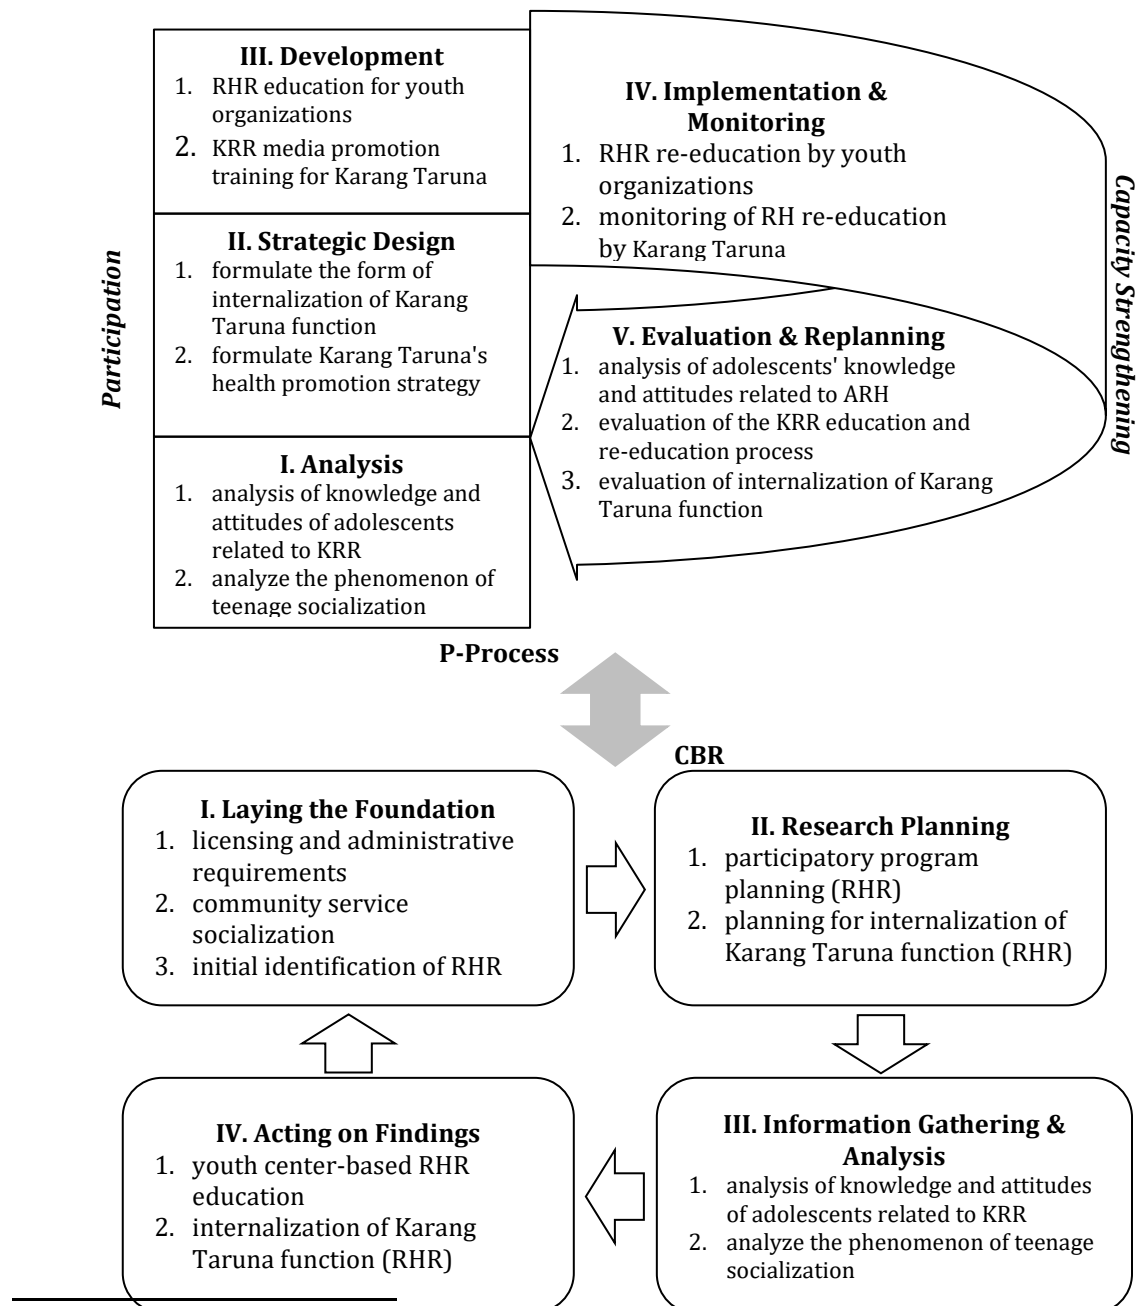 III. Development
1. RHR education for youth
organizations
2. KRR media promotion
training for Karang Taruna
IV. Implementation &
Monitoring
1. RHR re-education by youth
organizations
2. monitoring of RH re-education
by Karang Taruna
Participation
II. Strategic Design
1. formulate the form of
internalization of Karang
Taruna function
2. formulate Karang Taruna's
health promotion strategy
Capacity Strengthening
V. Evaluation & Replanning
1. analysis of adolescents' knowledge
and attitudes related to ARH
2. evaluation of the KRR education and
re-education process
3. evaluation of internalization of Karang
Taruna function
I. Analysis
1. analysis of knowledge and
attitudes of adolescents
related to KRR
2. analyze the phenomenon of
teenage socialization
P-Process
CBR
I. Laying the Foundation
1. licensing and administrative
requirements
2. community service
socialization
3. initial identification of RHR
II. Research Planning
1. participatory program
planning (RHR)
2. planning for internalization of
Karang Taruna function (RHR)
IV. Acting on Findings
1. youth center-based RHR
education
2. internalization of Karang
Taruna function (RHR)
III. Information Gathering &
Analysis
1. analysis of knowledge and attitudes
of adolescents related to KRR
2. analyze the phenomenon of teenage
socialization